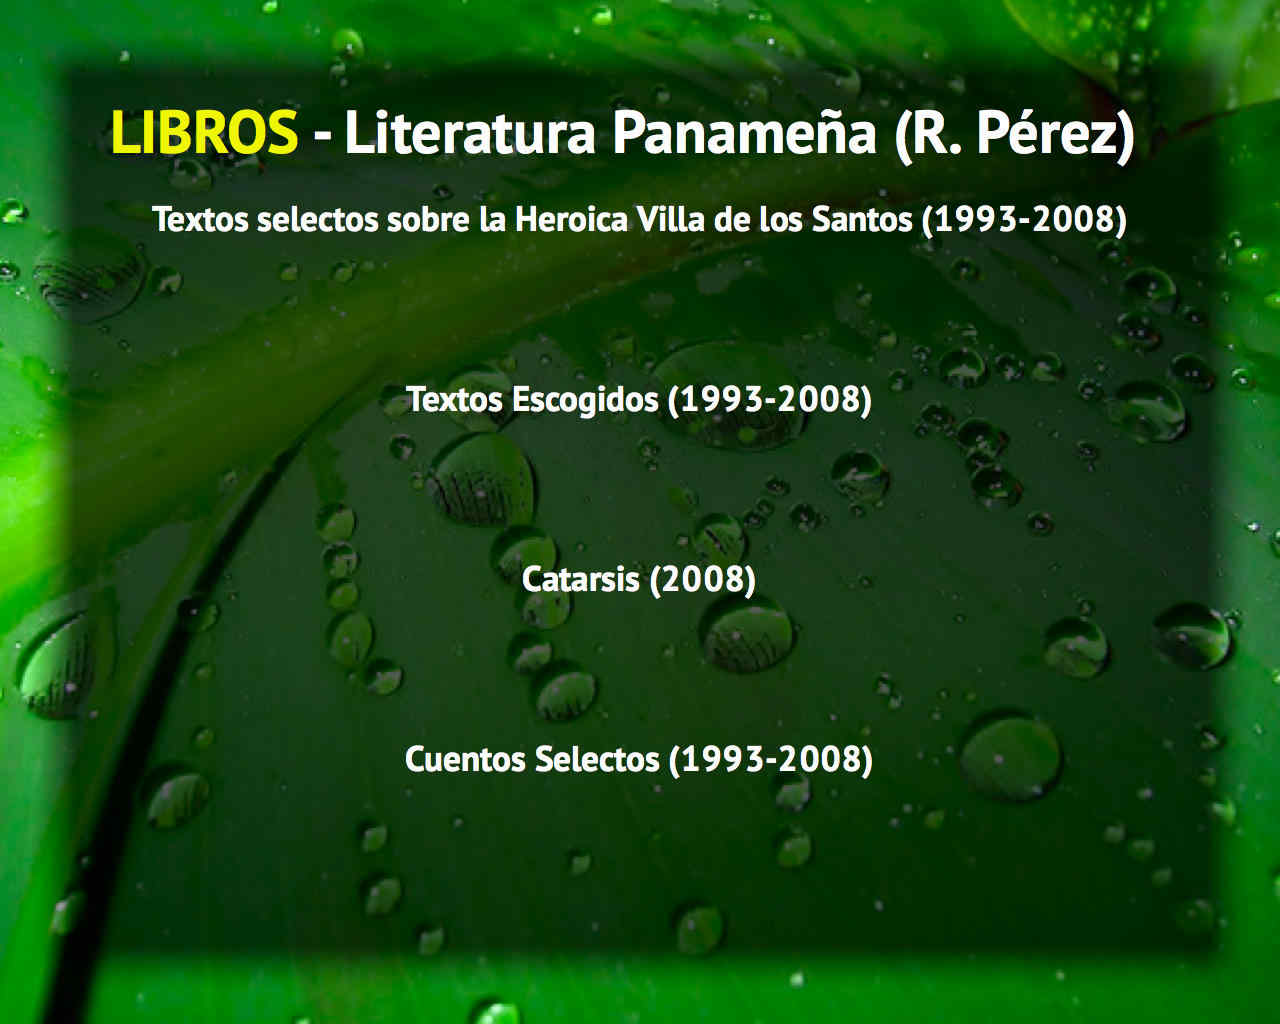 LIBROS - Literatura Panameña (R. Pérez)
Textos selectos sobre la Heroica Villa de los Santos (1993-2008)
Textos Escogidos (1993-2008)
Catarsis (2008)
Cuentos Selectos (1993-2008)